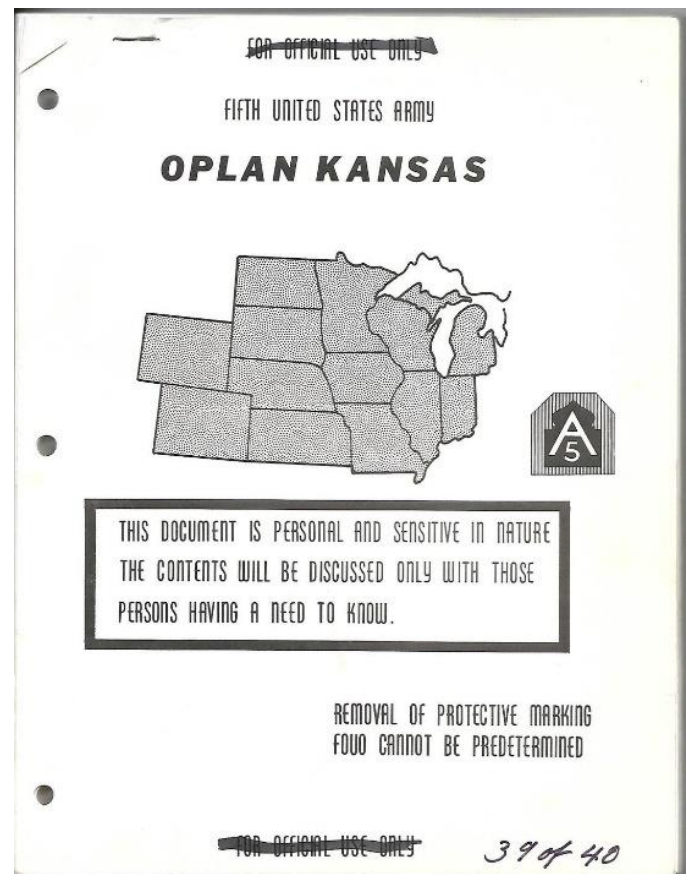 FOR OFFICIAL USE ONLY
FIFTH UNITED STATES ARMY
OPLAN KANSAS
A
5
THIS DOCUMENT IS PERSONAL AND SENSITIVE IN NATURE
THE CONTENTS WILL BE DISCUSSED ONLY WITH THOSE
PERSONS HAVING A NEED TO KNOW.
REMOVAL OF PROTECTIVE MARKING
FOUO CANNOT BE PREDETERMINED
FOR OFFICIAL USE ONLY
39 of 40